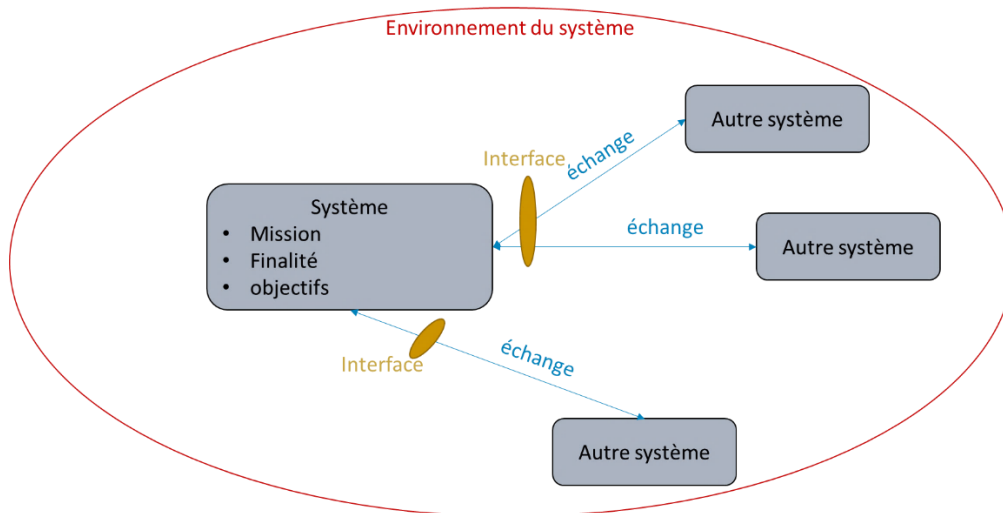 Environnement du système
Autre système
Interface
échange
Système
• Mission
• Finalité
• objectifs
échange
Autre système
Interface
échange
Autre système